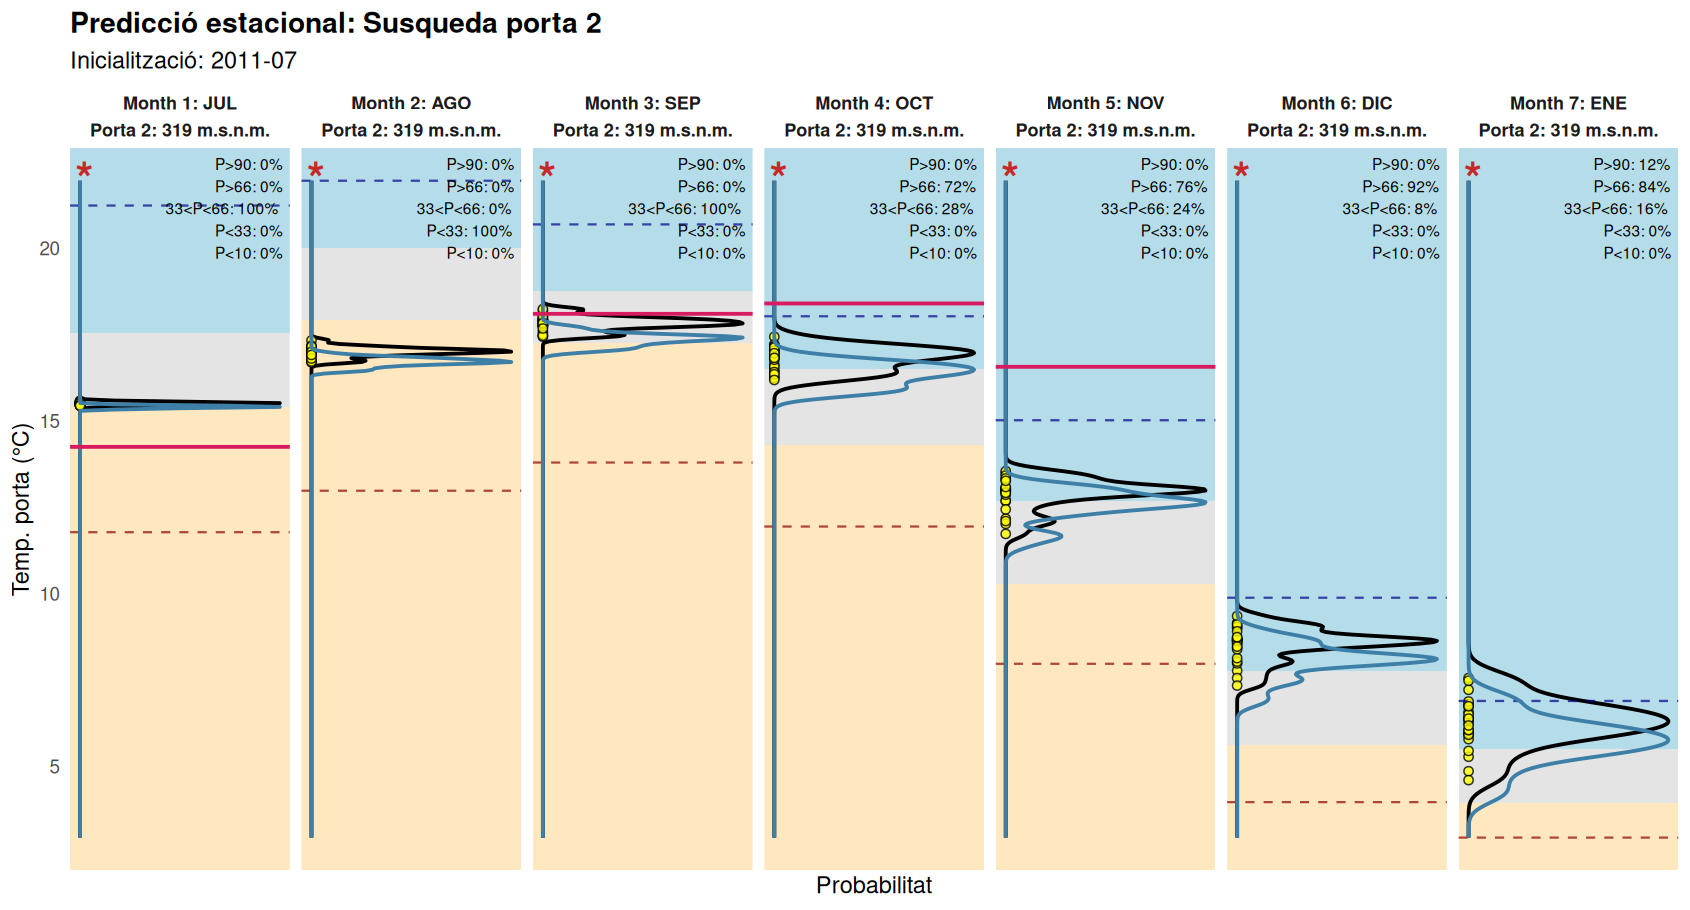 Predicció estacional: Susqueda porta 2
Inicialització: 2011-07
Month 1: JUL
Porta 2: 319 m.s.n.m.
Month 2: AGO
Porta 2: 319 m.s.n.m.
Month 3: SEP
Porta 2: 319 m.s.n.m.
Month 4: OCT
Porta 2: 319 m.s.n.m.
Month 5: NOV
Porta 2: 319 m.s.n.m.
Month 6: DIC
Porta 2: 319 m.s.n.m.
Month 7: ENE
Porta 2: 319 m.s.n.m.
*
P>90: 0%
P>66: 0%
33<P<66: 100%
P<33: 0%
P<10: 0%
*
P>90: 0%
P>66: 0%
33<P<66: 0%
P<33: 100%
P<10: 0%
*
P>90: 0%
P>66: 0%
33<P<66: 100%
P<33: 0%
P<10: 0%
*
P>90: 0%
P>66: 72%
33<P<66: 28%
P<33: 0%
P<10: 0%
*
P>90: 0%
P>66: 76%
33<P<66: 24%
P<33: 0%
P<10: 0%
*
P>90: 0%
P>66: 92%
33<P<66: 8%
P<33: 0%
P<10: 0%
*
P>90: 12%
P>66: 84%
33<P<66: 16%
P<33: 0%
P<10: 0%
20
15
10
5
Temp. porta (°C)
Probabilitat